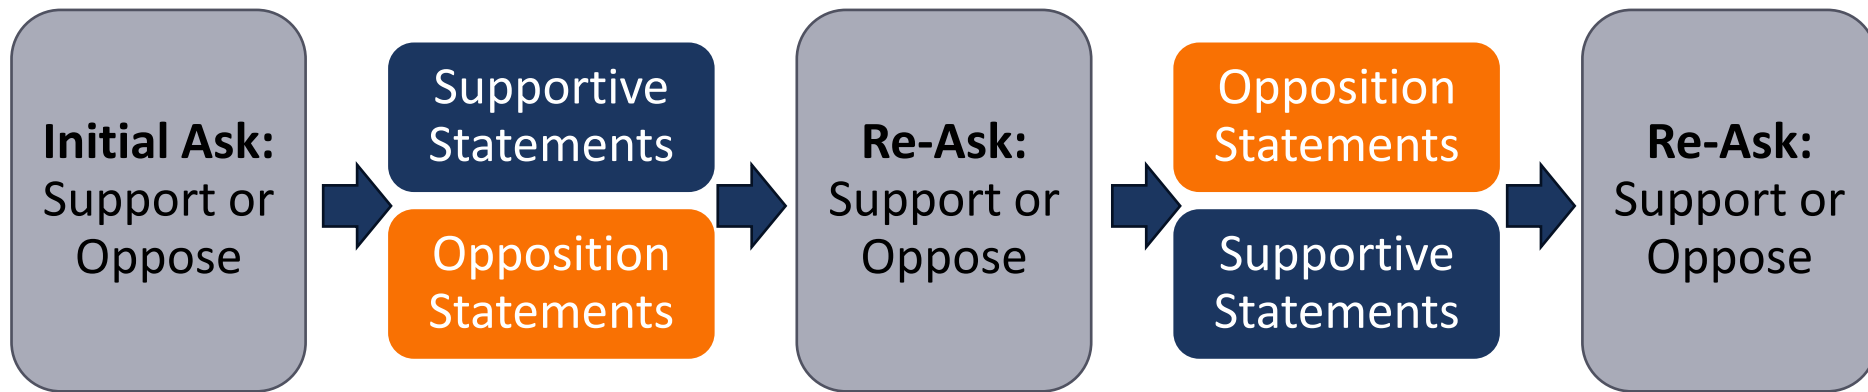 Initial Ask:
Support or
Oppose
Supportive
Statements
Opposition
Statements
Re-Ask:
Support or
Oppose
Opposition
Statements
Supportive
Statements
Re-Ask:
Support or
Oppose